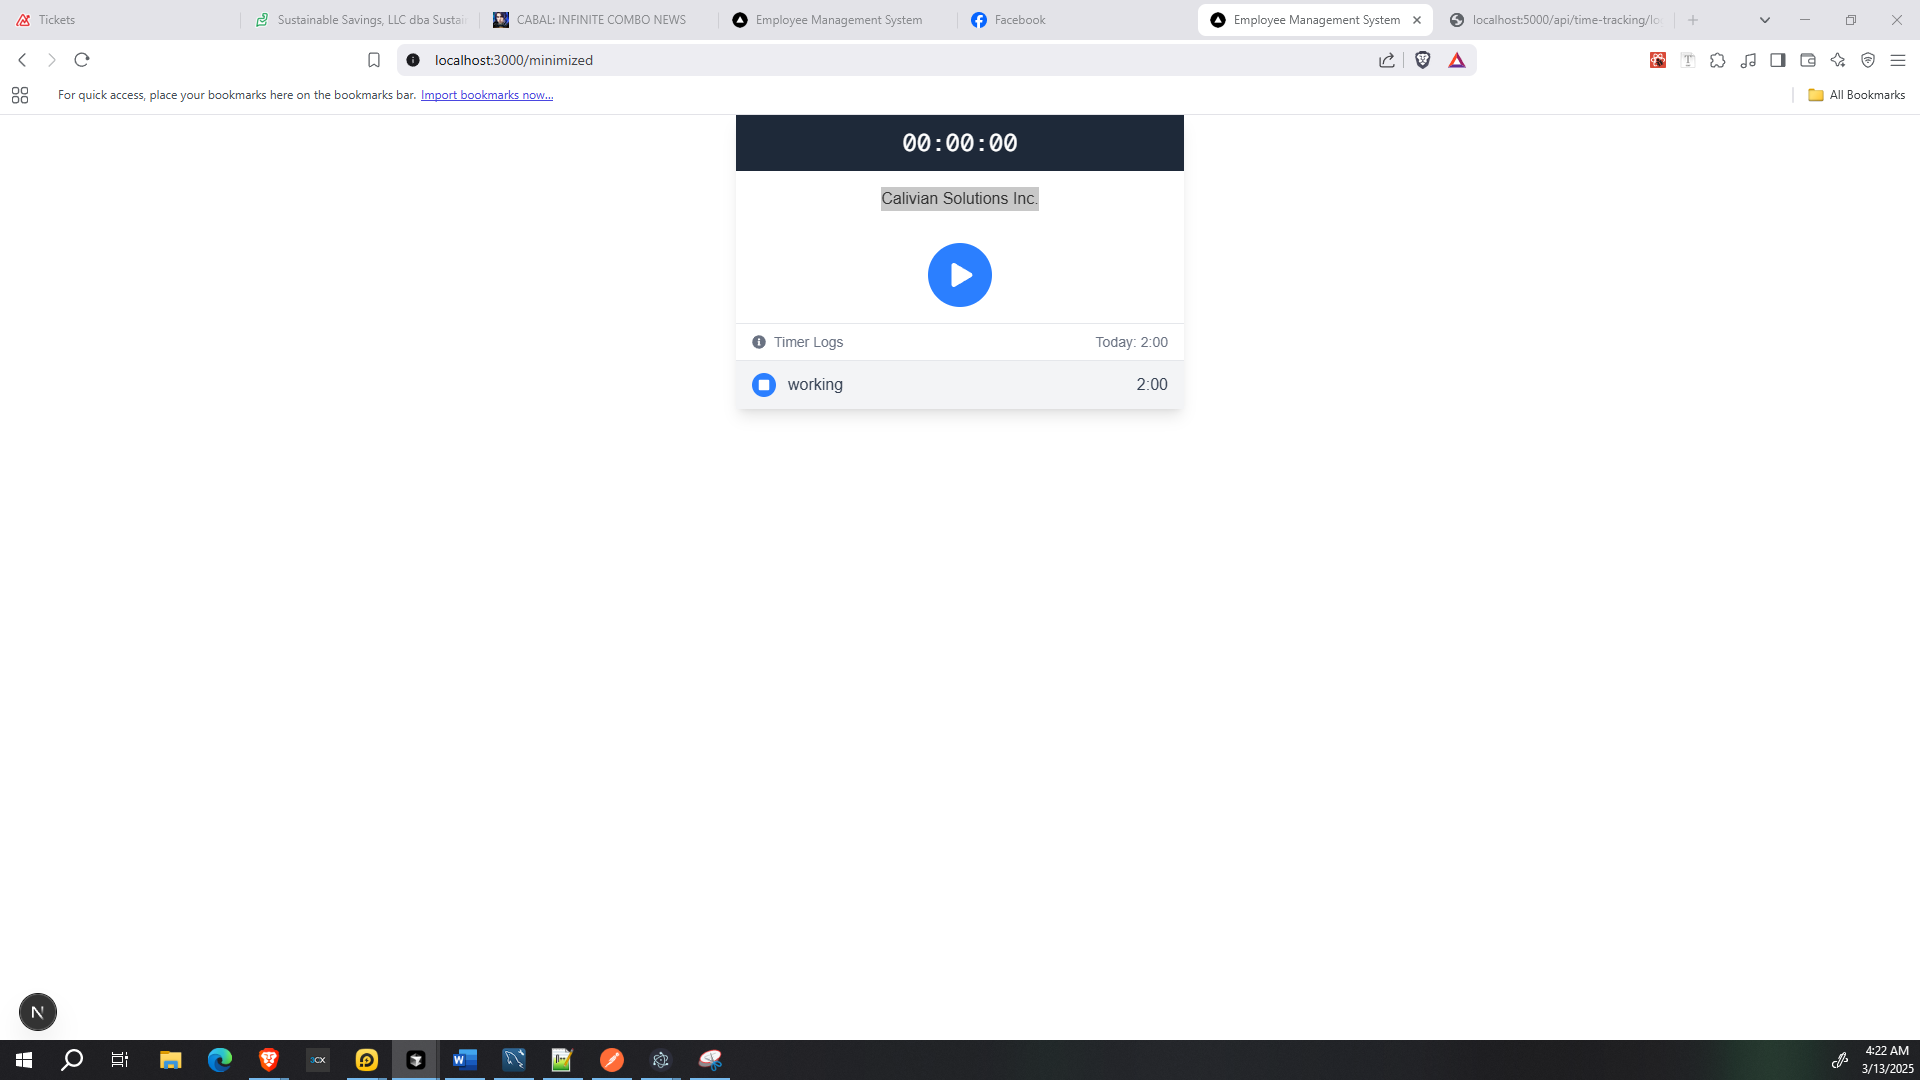 Tickets
Sustainable Savings, LLC dba Sustai
CABAL: INFINITE COMBO NEWS
Employee Management System
Facebook
Employee Management System
localhost:5000/api/time-tracking/lo
localhost:3000/minimized
For quick access, place your bookmarks here on the bookmarks bar. Import bookmarks now...
All Bookmarks
00:00:00
Calivian Solutions Inc.
Timer Logs
Today: 2:00
working
2:00
N
3CX
W
4:22 AM
3/13/2025